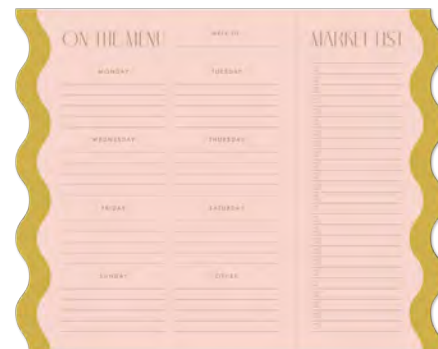 ON THE MENU
WEEK OF
MARKET LIST
MONDAY
TUESDAY
WEDNESDAY
THURSDAY
FRIDAY
SATURDAY
SUNDAY